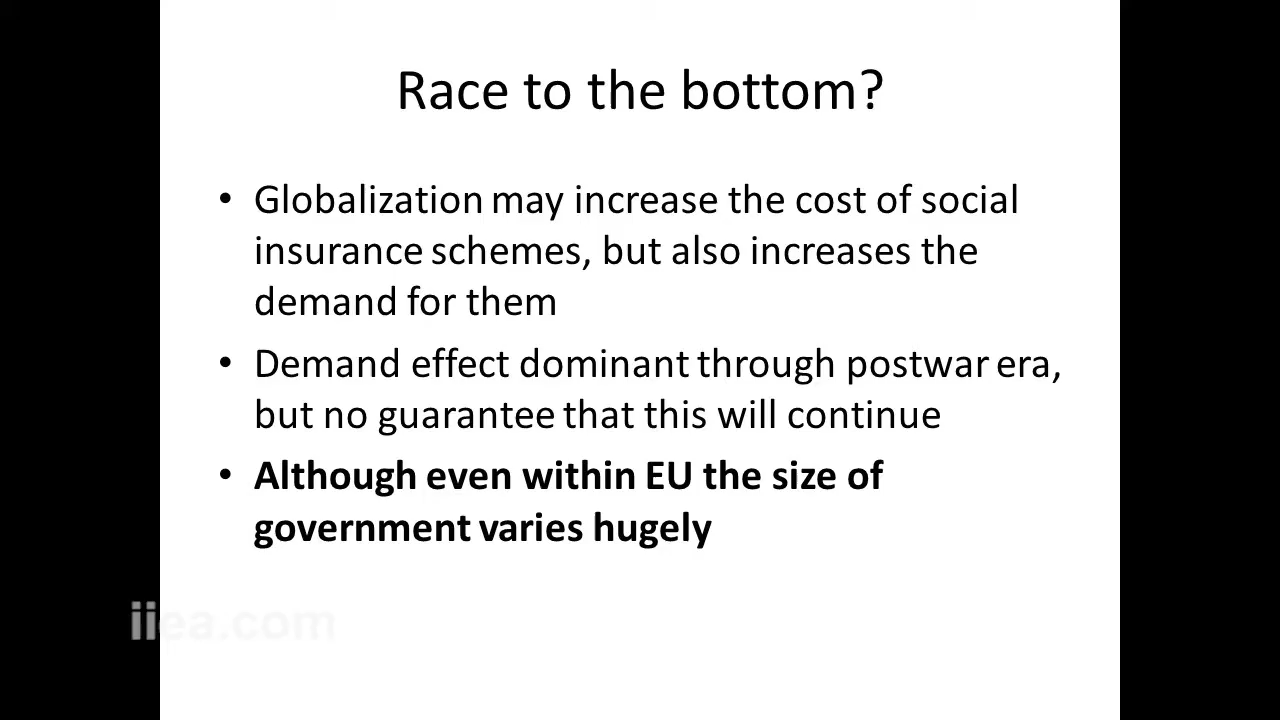 Race to the bottom?
• Globalization may increase the cost of social
insurance schemes, but also increases the
demand for them
• Demand effect dominant through postwar era,
but no guarantee that this will continue
• Although even within EU the size of
government varies hugely
iiea.com